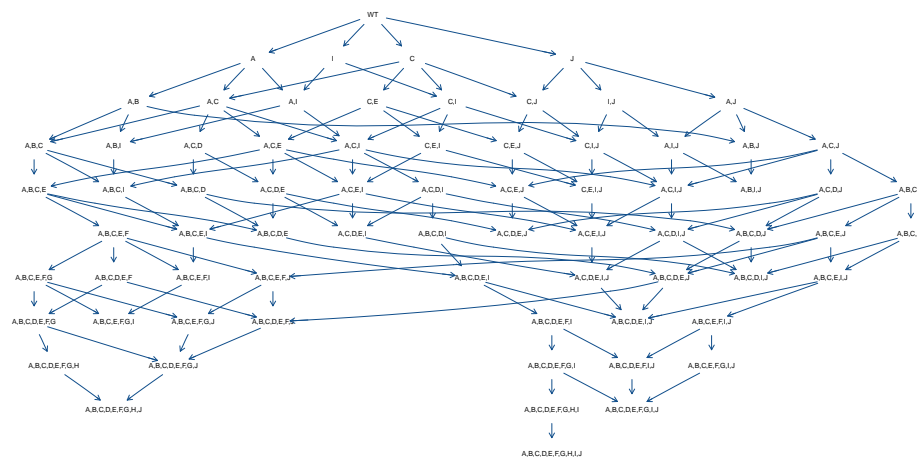 WT
A I C J
A,B A,C A,I C,E C,I C,J I,J A,J
A,B,C A,B,I A,C,D A,C,E A,C,I C,E,I C,E,J C,I,J A,I,J A,B,J A,C,J
A,B,C,E A,B,C,I A,B,C,D A,C,D,E A,C,E,I A,C,D,I A,C,E,J C,E,I,J A,C,I,J A,B,I,J A,C,D,J A,B,C
A,B,C,E,F A,B,C,E,I A,B,C,D,E A,C,D,E,I A,B,C,D,I A,C,D,E,J A,C,E,I,J A,C,D,I,J A,B,C,D,J A,B,C,E,J A,B,C,
A,B,C,E,F,G A,B,C,D,E,F A,B,C,E,F,I A,B,C,E,F,J A,B,C,D,E,I A,C,D,E,I,J A,B,C,D,E,J A,B,C,D,I,J A,B,C,E,I,J
A,B,C,D,E,F,G A,B,C,E,F,G,I A,B,C,E,F,G,J A,B,C,D,E,F,J A,B,C,D,E,F,I A,B,C,D,E,I,J A,B,C,E,F,I,J
A,B,C,D,E,F,G,H A,B,C,D,E,F,G,J A,B,C,D,E,F,G,I A,B,C,D,E,F,I,J A,B,C,E,F,G,I,J
A,B,C,D,E,F,G,H,J A,B,C,D,E,F,G,H,I A,B,C,D,E,F,G,I,J
A,B,C,D,E,F,G,H,I,J